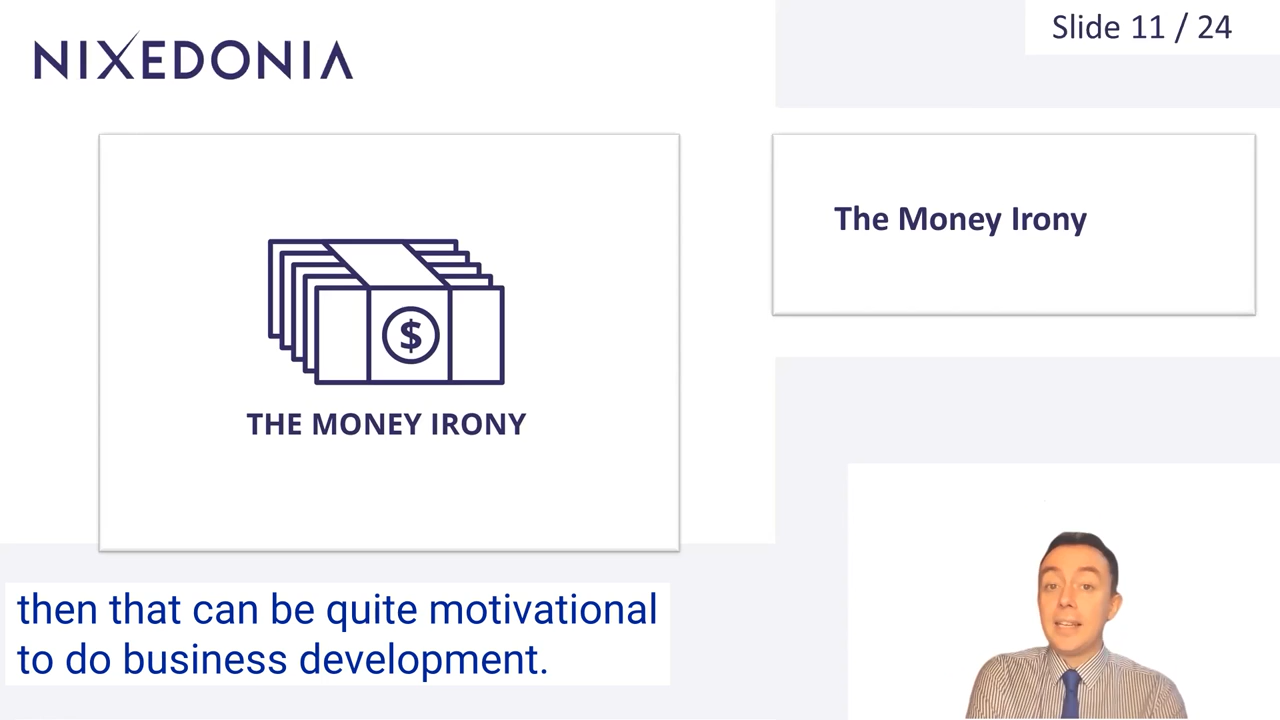 NIXEDONIA
Slide 11 / 24
The Money Irony
$
THE MONEY IRONY
then that can be quite motivational
to do business development.